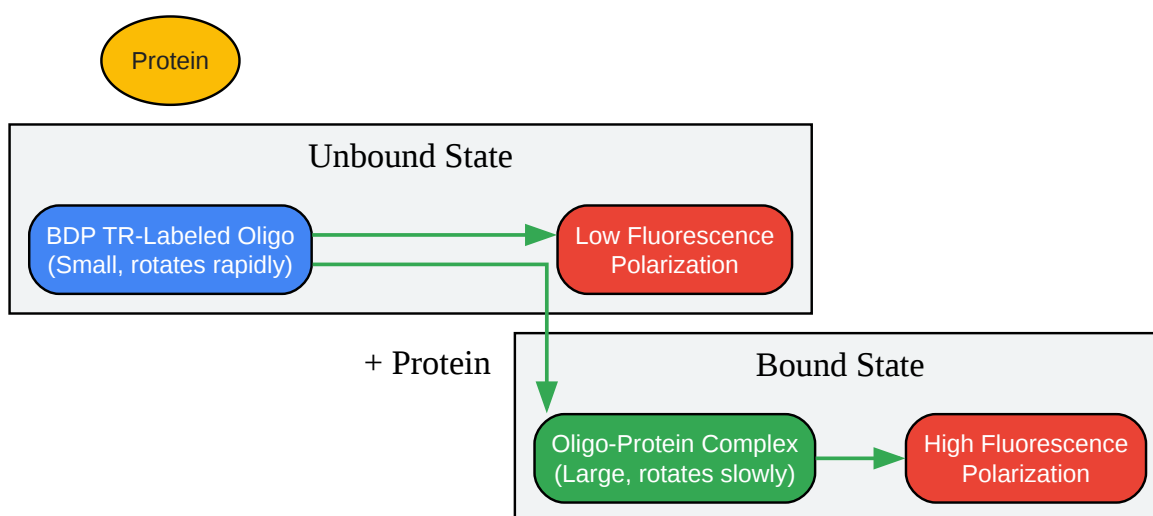 Protein
Unbound State
BDP TR-Labeled Oligo
(Small, rotates rapidly)
Low Fluorescence
Polarization
+ Protein
Bound State
Oligo-Protein Complex
(Large, rotates slowly)
High Fluorescence
Polarization